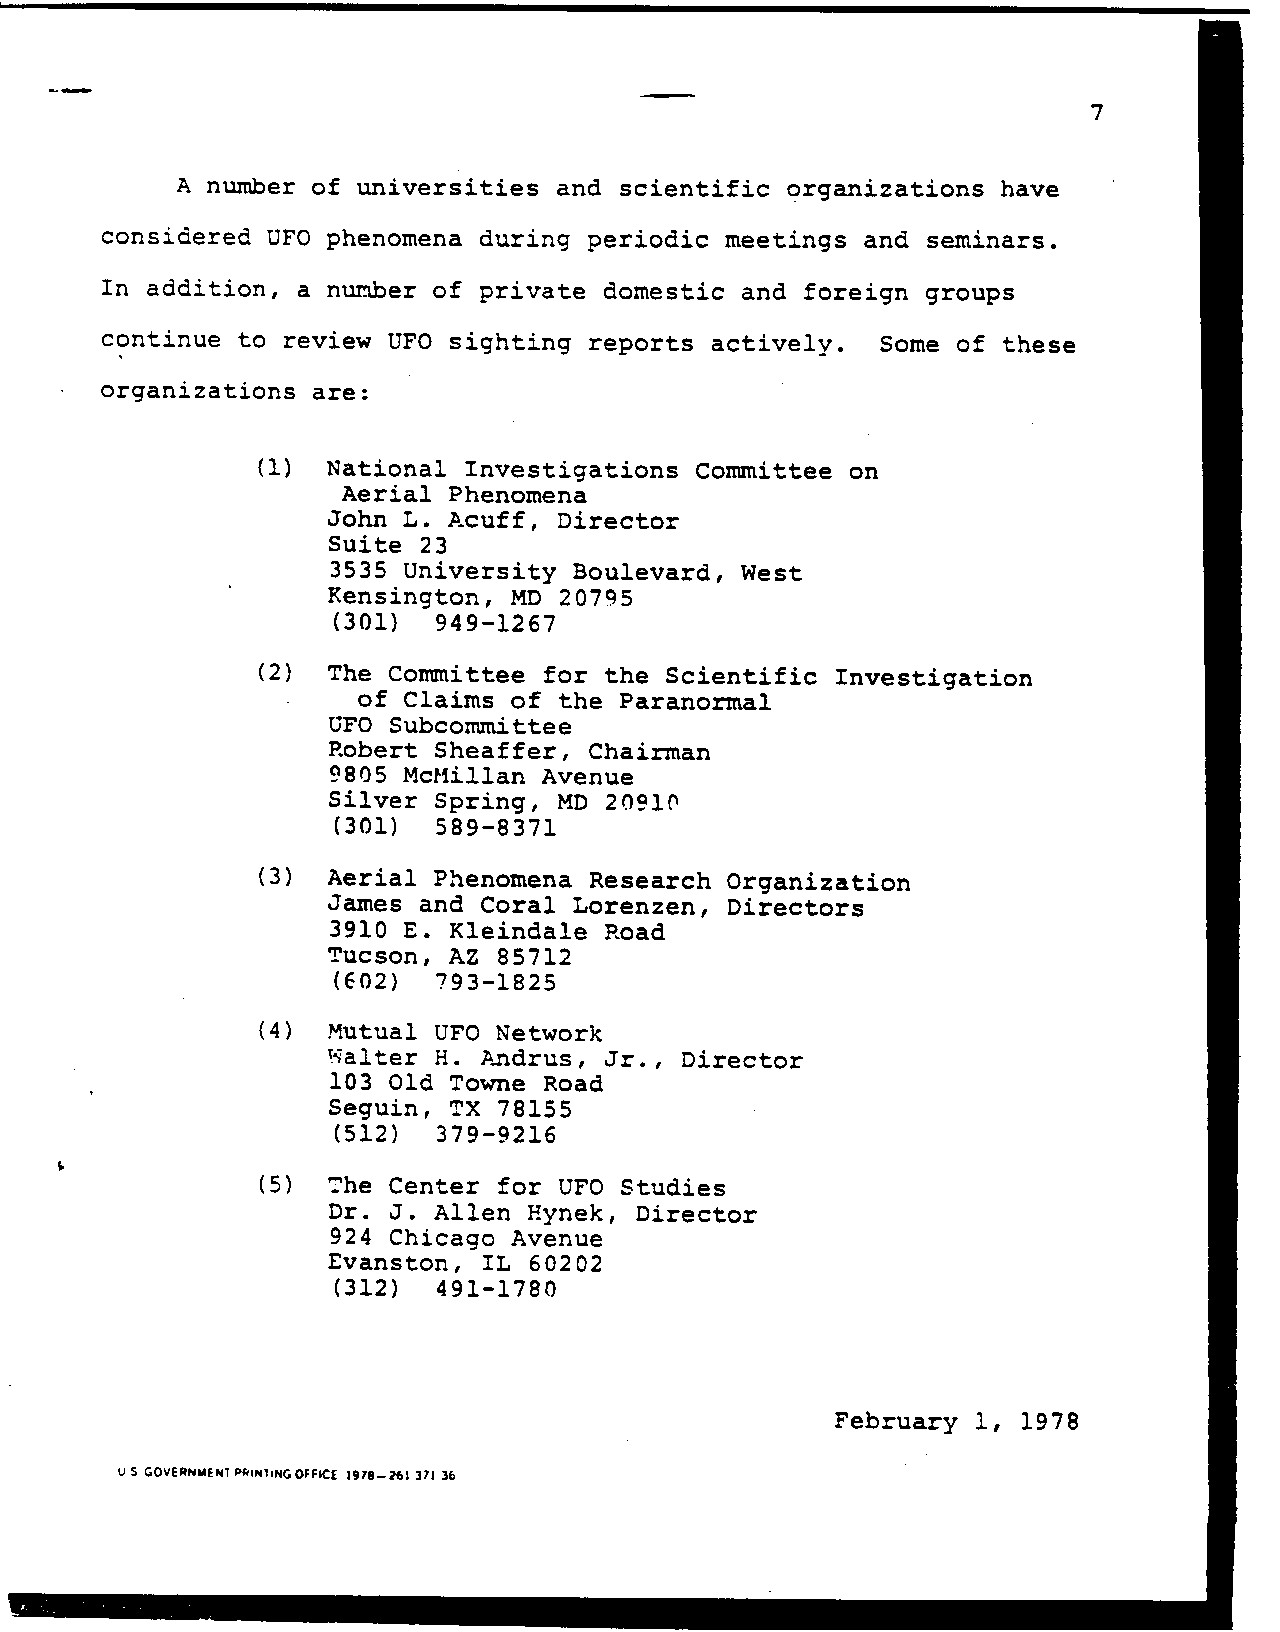 7
A number of universities and scientific organizations have
considered UFO phenomena during periodic meetings and seminars.
In addition, a number of private domestic and foreign groups
continue to review UFO sighting reports actively. Some of these
organizations are:
(1) National Investigations Committee on
Aerial Phenomena
John L. Acuff, Director
Suite 23
3535 University Boulevard, West
Kensington, MD 20795
(301) 949-1267
(2) The Committee for the Scientific Investigation
of Claims of the Paranormal
UFO Subcommittee
Robert Sheaffer, Chairman
9805 McMillan Avenue
Silver Spring, MD 20910
(301) 589-8371
(3) Aerial Phenomena Research Organization
James and Coral Lorenzen, Directors
3910 E. Kleindale Road
Tucson, AZ 85712
(602) 793-1825
(4) Mutual UFO Network
Walter H. Andrus, Jr., Director
103 Old Towne Road
Seguin, TX 78155
(512) 379-9216
(5) The Center for UFO Studies
Dr. J. Allen Hynek, Director
924 Chicago Avenue
Evanston, IL 60202
(312) 491-1780
February 1, 1978
U S GOVERNMENT PRINTING OFFICE 1978-261 371 36